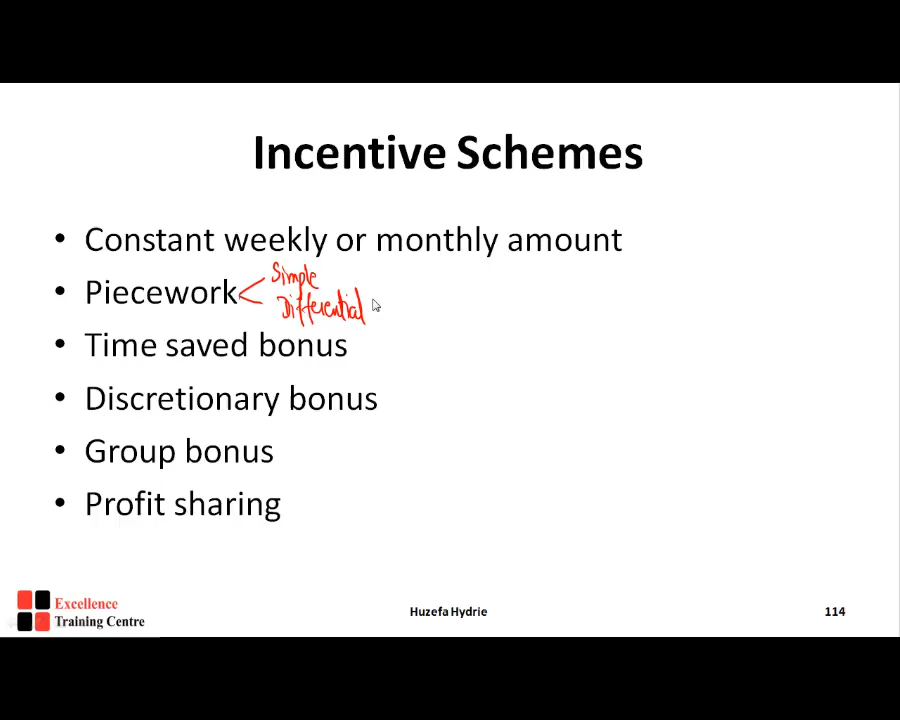 Incentive Schemes
• Constant weekly or monthly amount
Simple
• Piecework
Differential
• Time saved bonus
• Discretionary bonus
• Group bonus
• Profit sharing
Excellence
Training Centre
Huzefa Hydrie
114